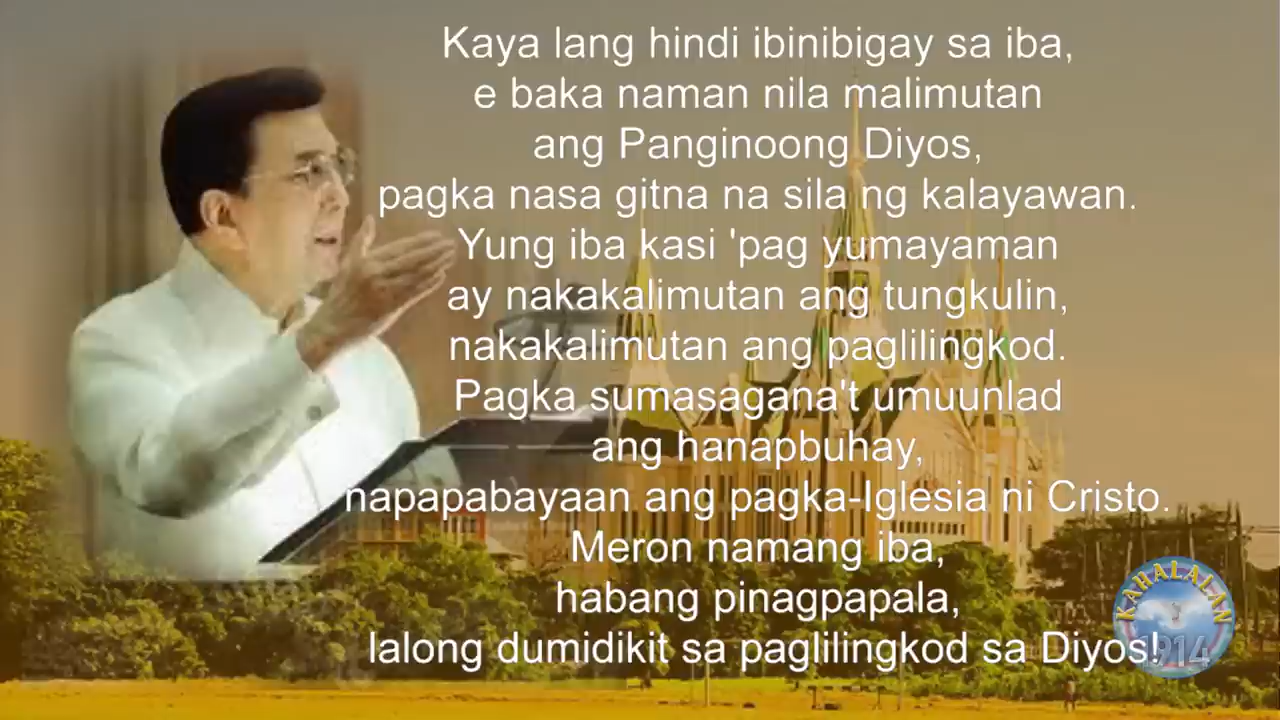 Kaya lang hindi ibinibigay sa iba,
e baka naman nila malimutan
ang Panginoong Diyos,
pagka nasa gitna na sila ng kalayawan.
Yung iba kasi 'pag yumayaman
ay nakakalimutan ang tungkulin,
nakakalimutan ang paglilingkod.
Pagka sumasagana't umuunlad
ang hanapbuhay,
napapabayaan ang pagka-Iglesia ni Cristo.
Meron namang iba,
habang pinagpapala,
lalong dumidikit sa paglilingkod sa Diyos!
KAHALALAN
1914